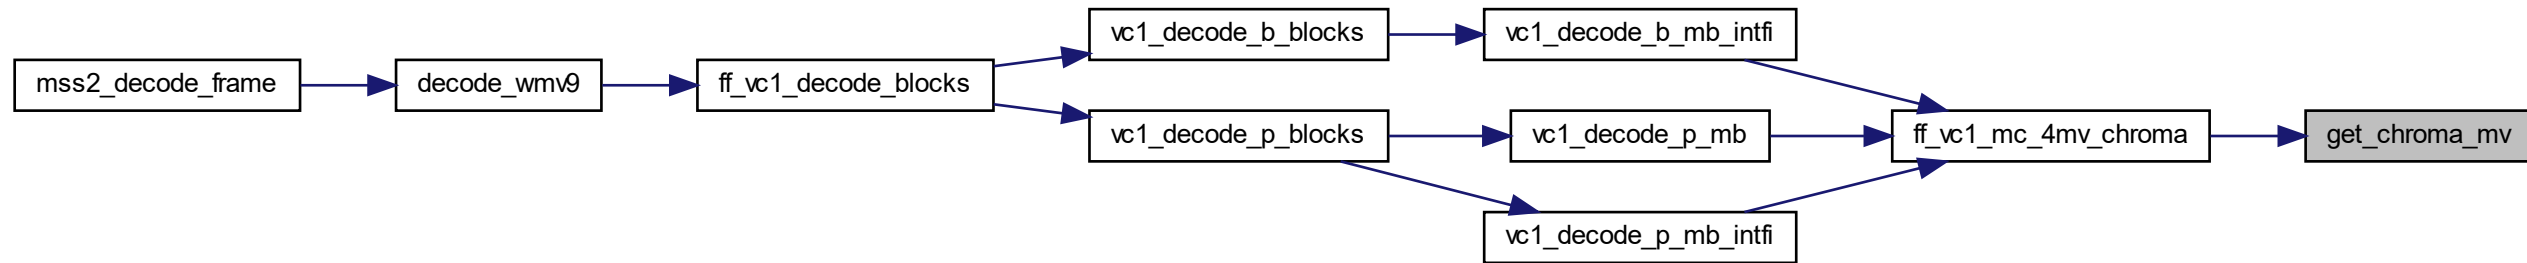 mss2_decode_frame
decode_wmv9
ff_vc1_decode_blocks
vc1_decode_b_blocks
vc1_decode_b_mb_intfi
vc1_decode_p_blocks
vc1_decode_p_mb
vc1_decode_p_mb_intfi
ff_vc1_mc_4mv_chroma
get_chroma_mv